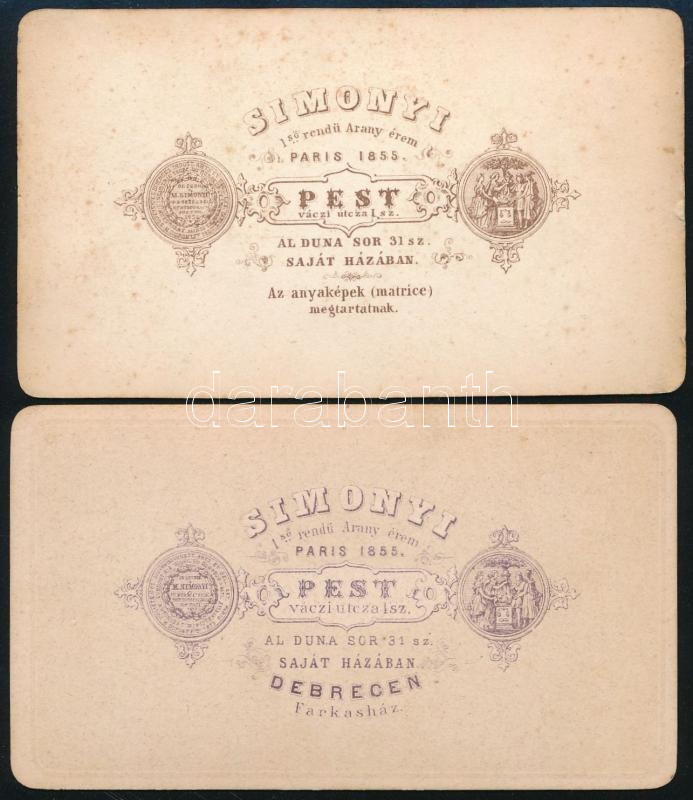 SIMONYI
1ső rendü Arany érem
PARIS 1855.
PEST
váczi utcza 1 sz.
AL DUNA SOR 31 sz.
SAJÁT HÁZÁBAN.
Az anyaképek (matrice)
megtartatnak.
darabanth
SIMONYI
1ső rendü Arany érem
PARIS 1855.
PEST
váczi utcza 1 sz.
AL DUNA SOR 31 sz.
SAJÁT HÁZÁBAN
DEBRECEN
Farkasház.